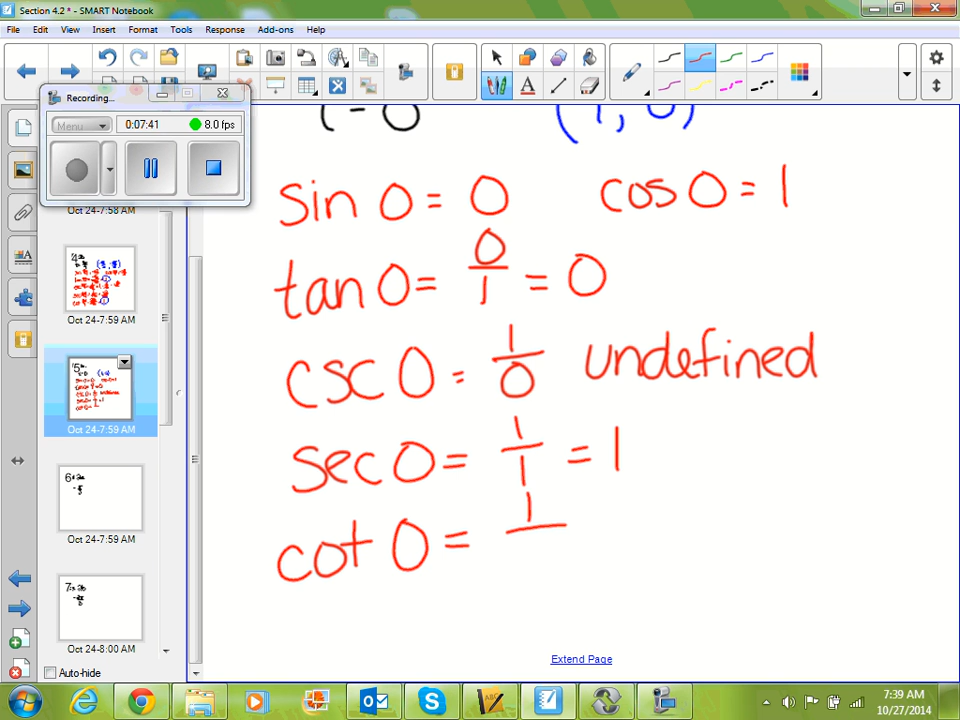 Section 4.2 * - SMART Notebook
File Edit View Insert Format Tools Response Add-ons Help
Recording...
Menu 0:07:41 8.0 fps
(1, 0)
sin 0 = 0 cos 0 = 1
tan 0 = 0/1 = 0
csc 0 = 1/0 undefined
sec 0 = 1/1 = 1
cot 0 = 1/
Oct 24-7:58 AM
Oct 24-7:59 AM
Oct 24-7:59 AM
Oct 24-7:59 AM
Oct 24-8:00 AM
Auto-hide
Extend Page
7:39 AM
10/27/2014